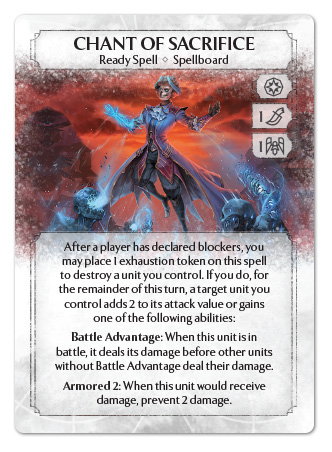 CHANT OF SACRIFICE
Ready Spell ◇ Spellboard
1
1
After a player has declared blockers, you
may place 1 exhaustion token on this spell
to destroy a unit you control. If you do, for
the remainder of this turn, a target unit you
control adds 2 to its attack value or gains
one of the following abilities:
Battle Advantage: When this unit is in
battle, it deals its damage before other units
without Battle Advantage deal their damage.
Armored 2: When this unit would receive
damage, prevent 2 damage.